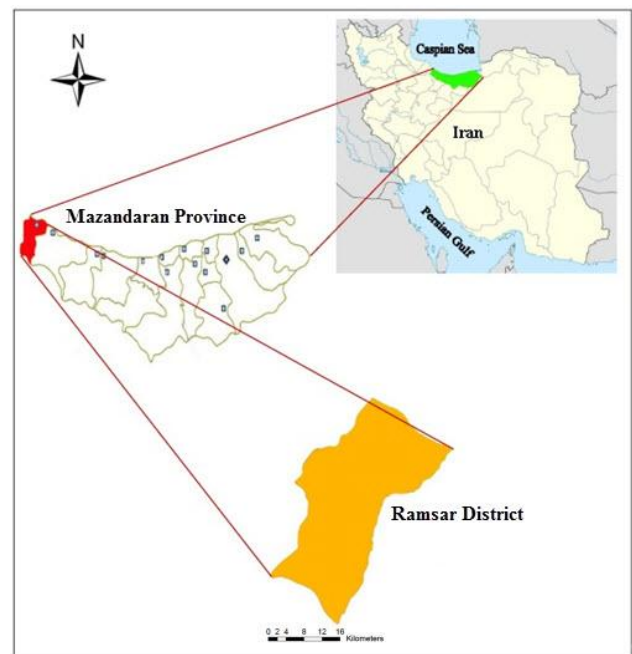 N
Caspian Sea
Iran
Persian Gulf
Mazandaran Province
Ramsar District
0 2 4 8 12 16
Kilometers